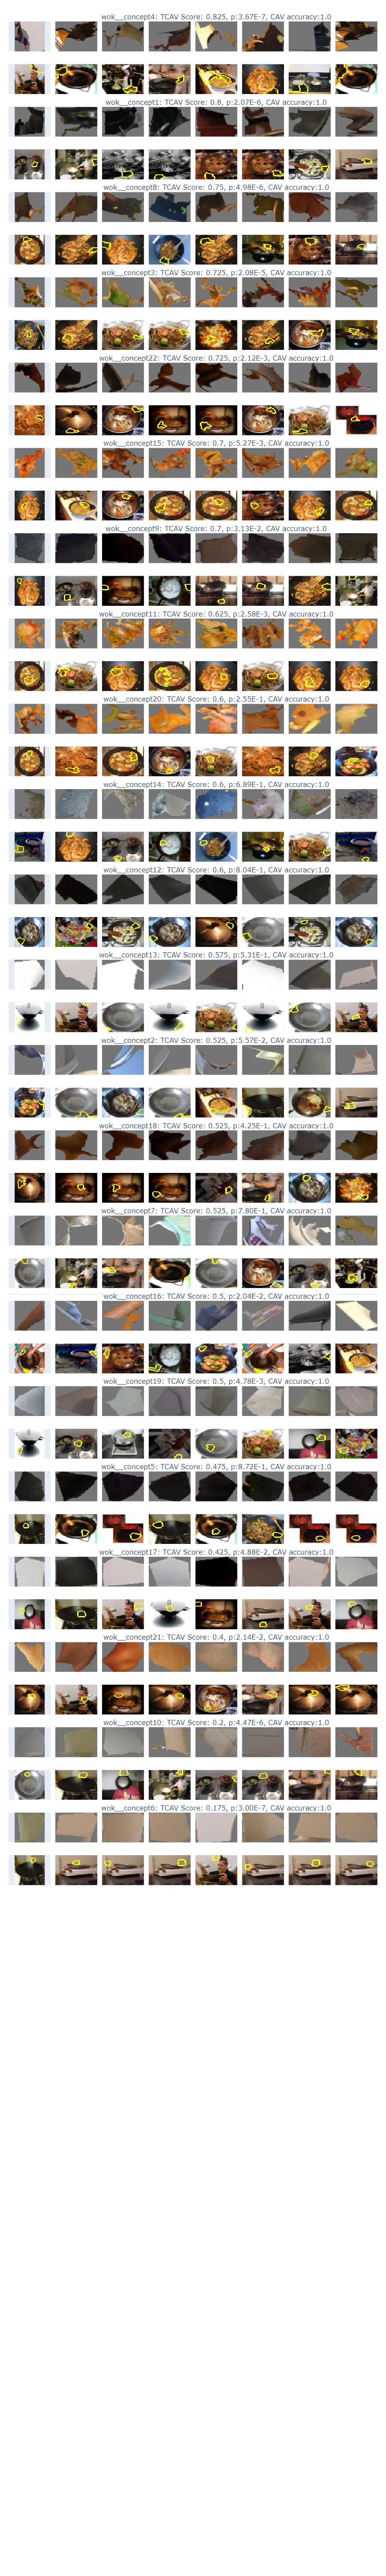 wok__concept4: TCAV Score: 0.825, p:3.67E-7, CAV accuracy:1.0
wok__concept1: TCAV Score: 0.8, p:2.07E-6, CAV accuracy:1.0
wok__concept8: TCAV Score: 0.75, p:4.98E-6, CAV accuracy:1.0
wok__concept3: TCAV Score: 0.725, p:2.08E-5, CAV accuracy:1.0
wok__concept22: TCAV Score: 0.725, p:2.12E-3, CAV accuracy:1.0
wok__concept15: TCAV Score: 0.7, p:5.27E-3, CAV accuracy:1.0
wok__concept9: TCAV Score: 0.7, p:3.13E-2, CAV accuracy:1.0
wok__concept11: TCAV Score: 0.625, p:2.58E-3, CAV accuracy:1.0
wok__concept20: TCAV Score: 0.6, p:2.55E-1, CAV accuracy:1.0
wok__concept14: TCAV Score: 0.6, p:6.89E-1, CAV accuracy:1.0
wok__concept12: TCAV Score: 0.6, p:8.04E-1, CAV accuracy:1.0
wok__concept13: TCAV Score: 0.575, p:5.31E-1, CAV accuracy:1.0
wok__concept2: TCAV Score: 0.525, p:5.57E-2, CAV accuracy:1.0
wok__concept18: TCAV Score: 0.525, p:4.25E-1, CAV accuracy:1.0
wok__concept7: TCAV Score: 0.525, p:7.80E-1, CAV accuracy:1.0
wok__concept16: TCAV Score: 0.5, p:2.04E-2, CAV accuracy:1.0
wok__concept19: TCAV Score: 0.5, p:4.78E-3, CAV accuracy:1.0
wok__concept5: TCAV Score: 0.475, p:8.72E-1, CAV accuracy:1.0
wok__concept17: TCAV Score: 0.425, p:4.88E-2, CAV accuracy:1.0
wok__concept21: TCAV Score: 0.4, p:2.14E-2, CAV accuracy:1.0
wok__concept10: TCAV Score: 0.2, p:4.47E-6, CAV accuracy:1.0
wok__concept6: TCAV Score: 0.175, p:3.00E-7, CAV accuracy:1.0